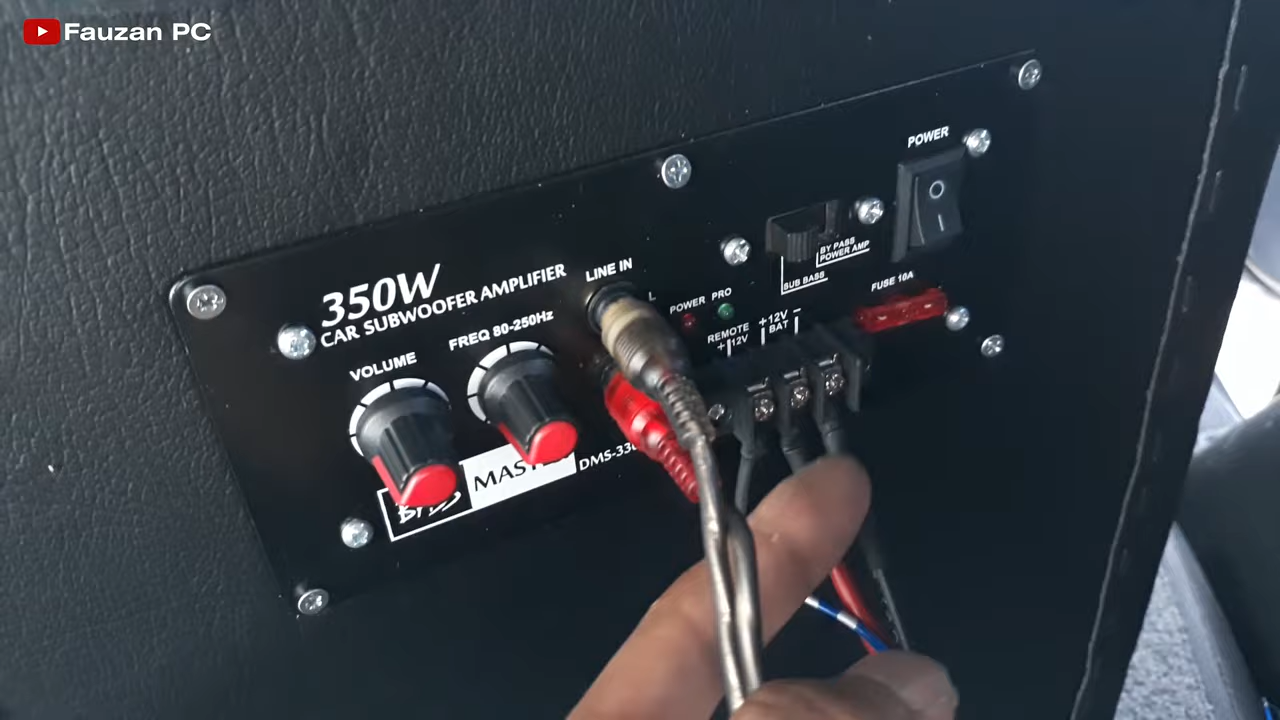 Fauzan PC
POWER
BY PASS
POWER AMP
SUB BASS
LINE IN
L
350W
CAR SUBWOOFER AMPLIFIER
FUSE 10A
POWER
PRO
REMOTE
+12V
+12V
BAT
−
VOLUME
FREQ 80-250Hz